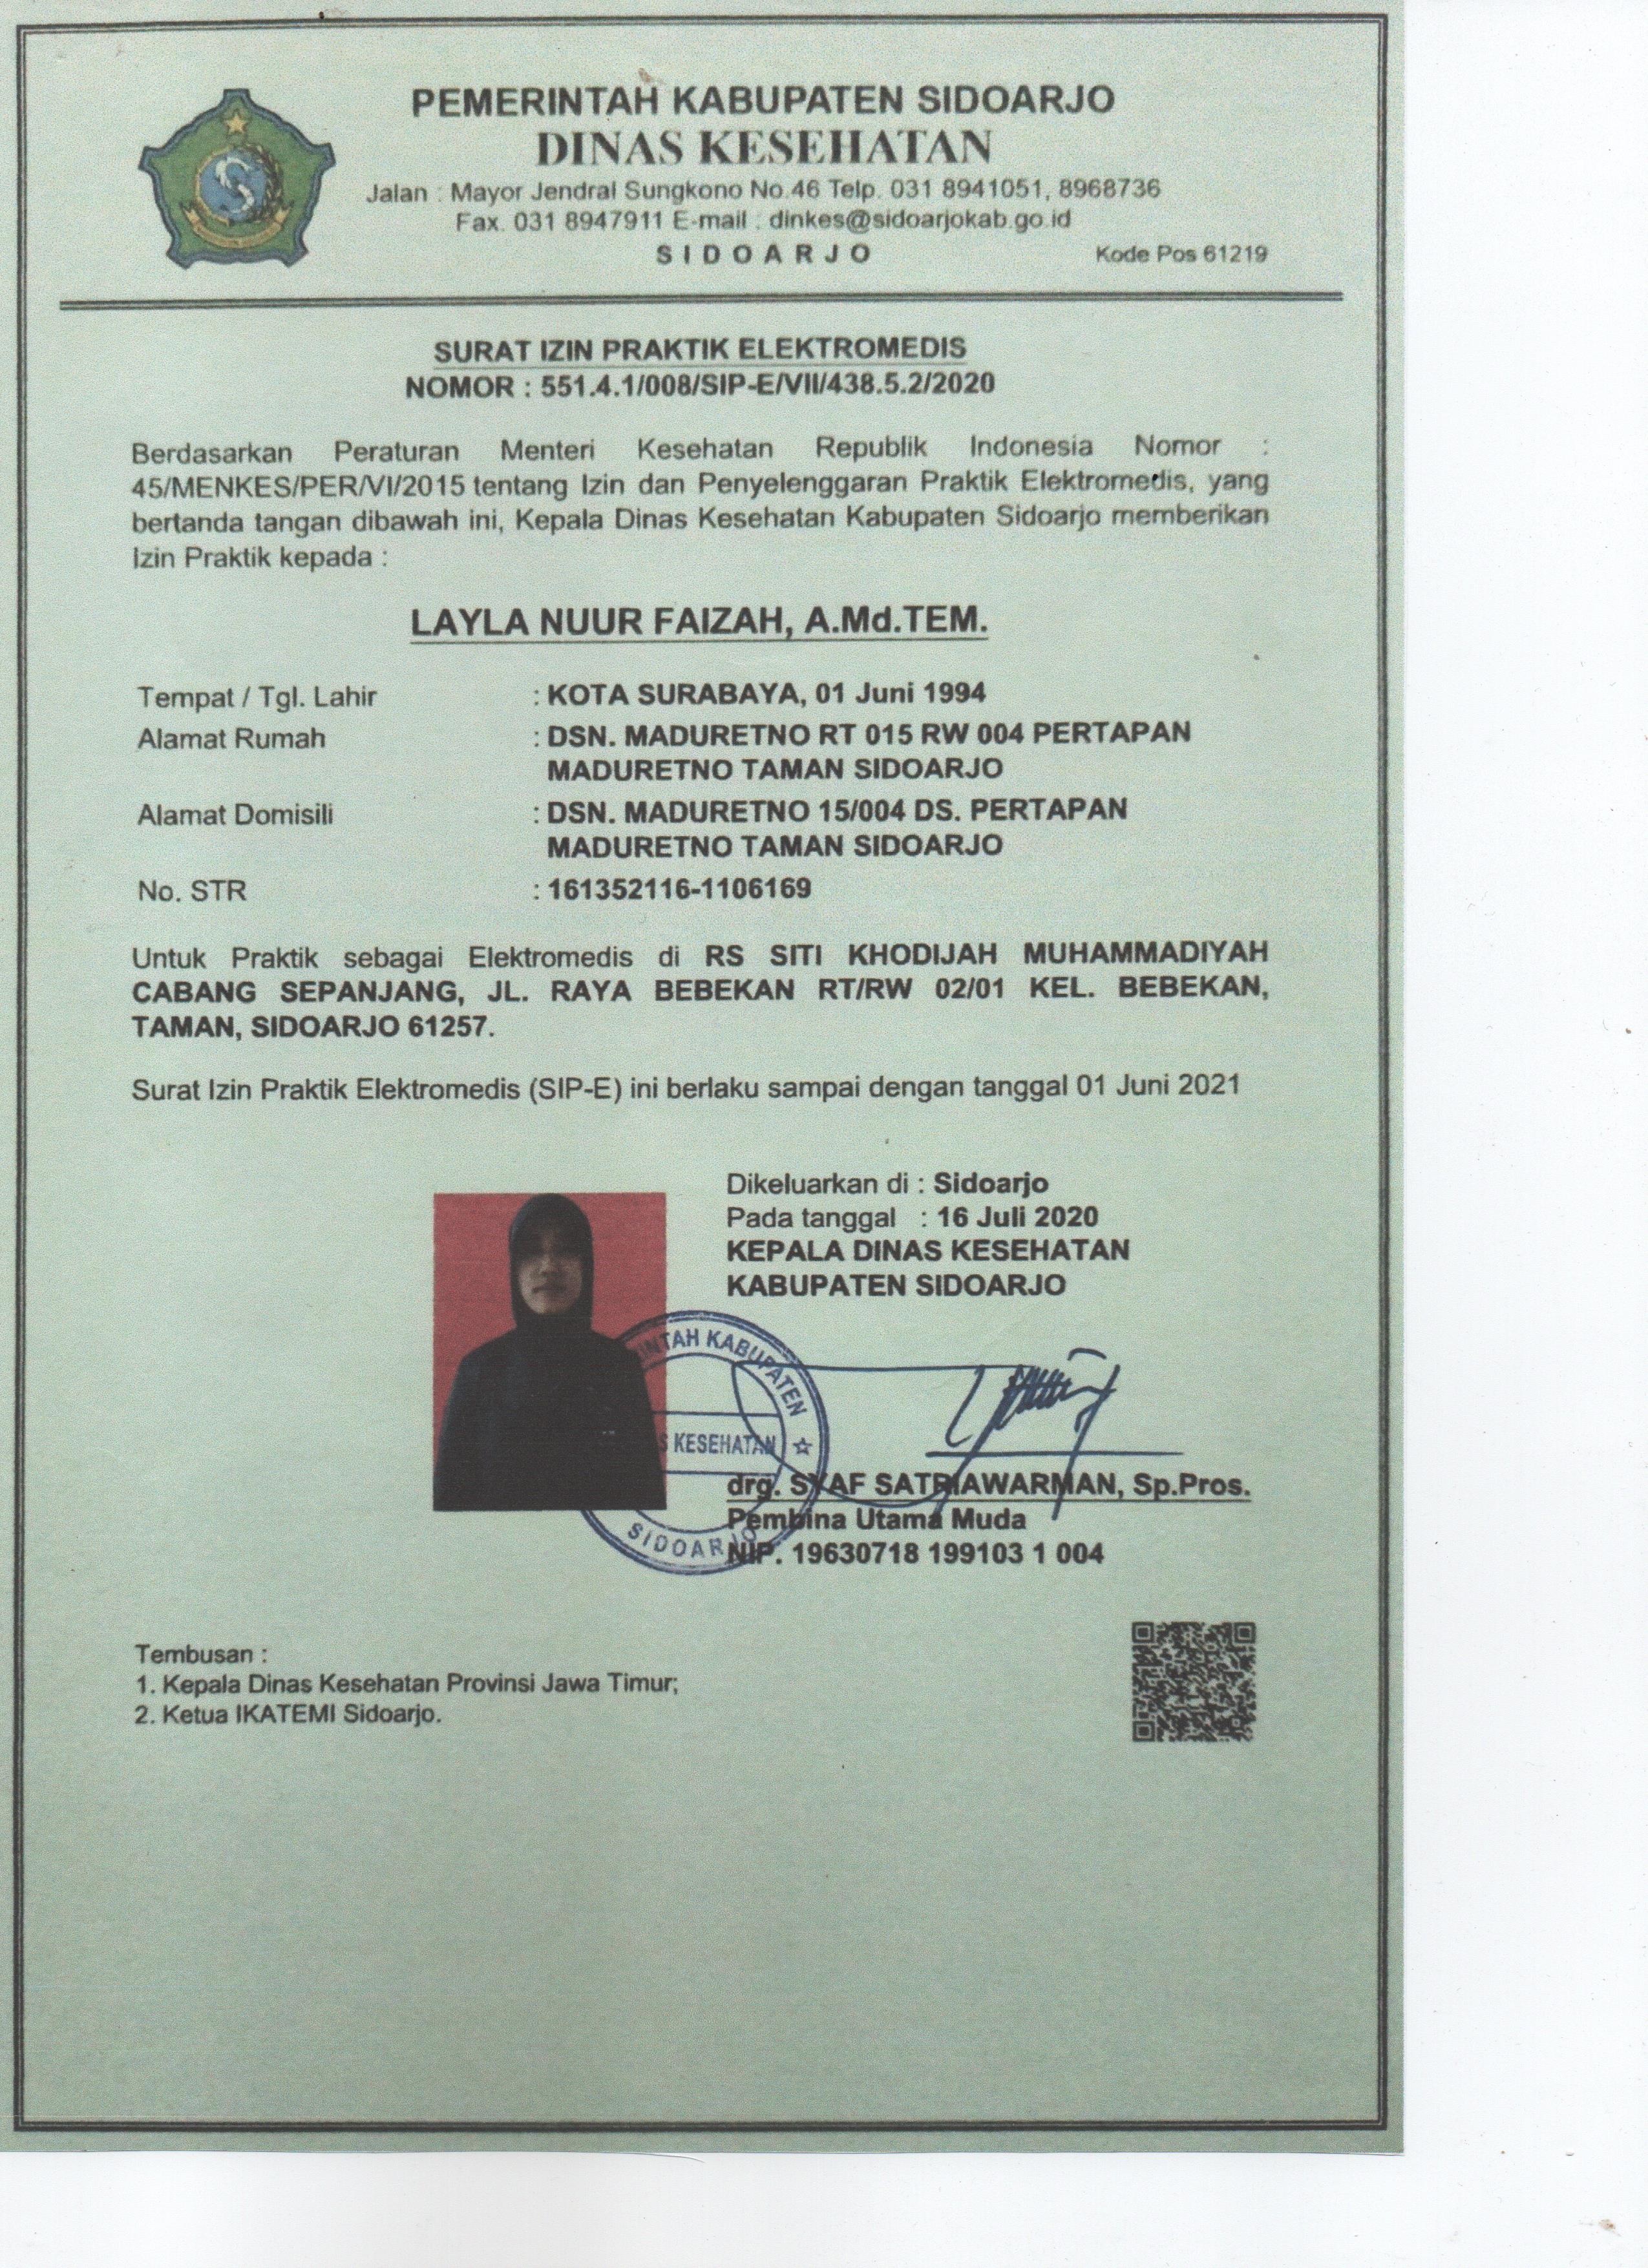 PEMERINTAH KABUPATEN SIDOARJO
DINAS KESEHATAN
Jalan : Mayor Jendral Sungkono No.46 Telp. 031 8941051, 8968736
Fax. 031 8947911 E-mail : dinkes@sidoarjokab.go.id
SIDOARJO
Kode Pos 61219
SURAT IZIN PRAKTIK ELEKTROMEDIS
NOMOR : 551.4.1/008/SIP-E/VII/438.5.2/2020
Berdasarkan Peraturan Menteri Kesehatan Republik Indonesia Nomor :
45/MENKES/PER/VI/2015 tentang Izin dan Penyelenggaran Praktik Elektromedis, yang
bertanda tangan dibawah ini, Kepala Dinas Kesehatan Kabupaten Sidoarjo memberikan
Izin Praktik kepada :
LAYLA NUUR FAIZAH, A.Md.TEM.
Tempat / Tgl. Lahir : KOTA SURABAYA, 01 Juni 1994
Alamat Rumah : DSN. MADURETNO RT 015 RW 004 PERTAPAN
MADURETNO TAMAN SIDOARJO
Alamat Domisili : DSN. MADURETNO 15/004 DS. PERTAPAN
MADURETNO TAMAN SIDOARJO
No. STR : 161352116-1106169
Untuk Praktik sebagai Elektromedis di RS SITI KHODIJAH MUHAMMADIYAH
CABANG SEPANJANG, JL. RAYA BEBEKAN RT/RW 02/01 KEL. BEBEKAN,
TAMAN, SIDOARJO 61257.
Surat Izin Praktik Elektromedis (SIP-E) ini berlaku sampai dengan tanggal 01 Juni 2021
Dikeluarkan di : Sidoarjo
Pada tanggal : 16 Juli 2020
KEPALA DINAS KESEHATAN
KABUPATEN SIDOARJO
KABUPATEN
KESEHATAN
SIDOARJO
drg. SYAF SATRIAWARMAN, Sp.Pros.
Pembina Utama Muda
NIP. 19630718 199103 1 004
Tembusan :
1. Kepala Dinas Kesehatan Provinsi Jawa Timur;
2. Ketua IKATEMI Sidoarjo.